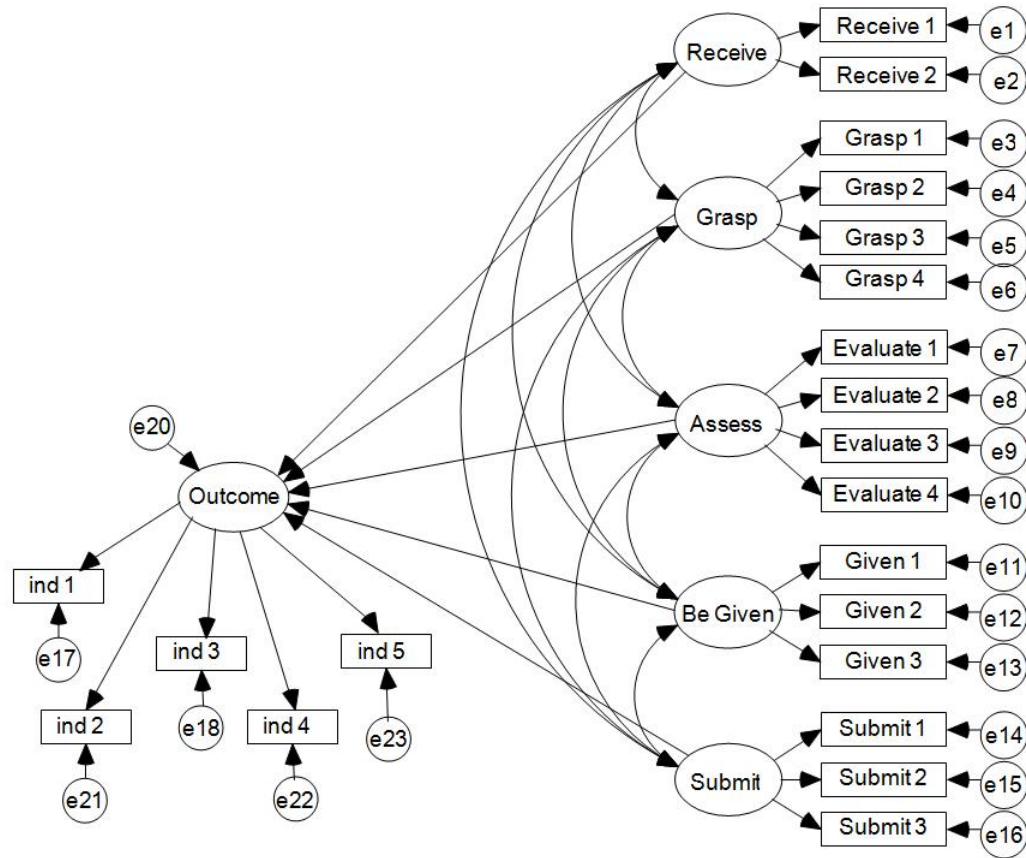 Receive
Receive 1
e1
Receive 2
e2
Grasp
Grasp 1
e3
Grasp 2
e4
Grasp 3
e5
Grasp 4
e6
Assess
Evaluate 1
e7
Evaluate 2
e8
Evaluate 3
e9
Evaluate 4
e10
Be Given
Given 1
e11
Given 2
e12
Given 3
e13
Submit
Submit 1
e14
Submit 2
e15
Submit 3
e16
e20
Outcome
ind 1
e17
ind 2
e21
ind 3
e18
ind 4
e22
ind 5
e23